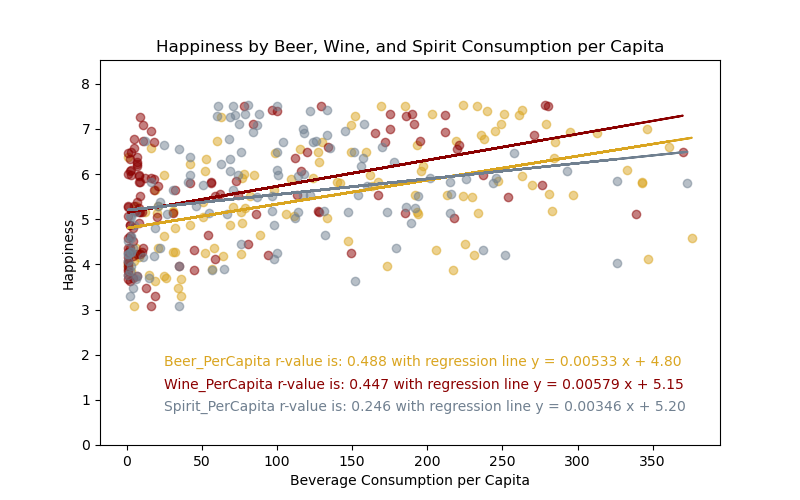 Happiness by Beer, Wine, and Spirit Consumption per Capita
8
7
6
5
4
3
2
1
0
Happiness
Beer_PerCapita r-value is: 0.488 with regression line y = 0.00533 x + 4.80
Wine_PerCapita r-value is: 0.447 with regression line y = 0.00579 x + 5.15
Spirit_PerCapita r-value is: 0.246 with regression line y = 0.00346 x + 5.20
0 50 100 150 200 250 300 350
Beverage Consumption per Capita